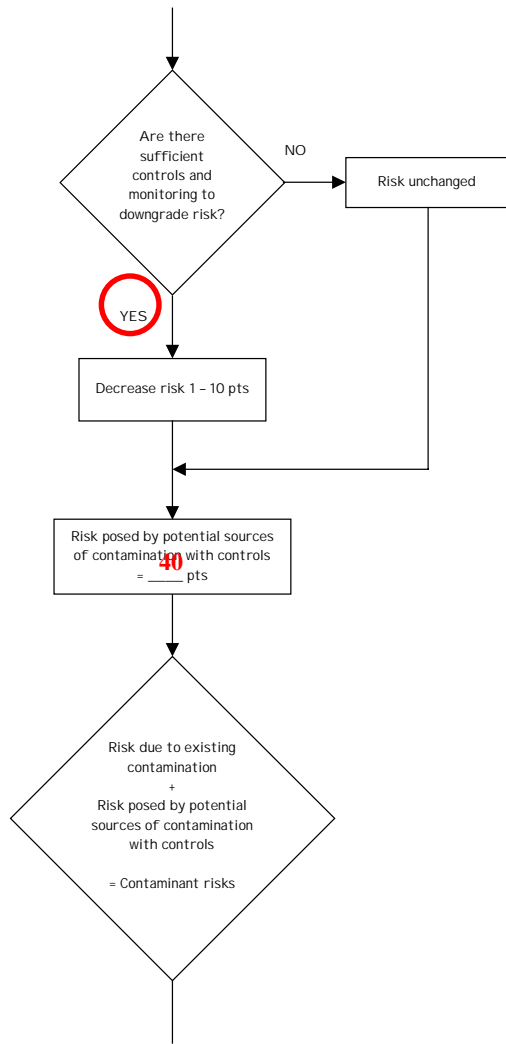 Are there
sufficient
controls and
monitoring to
downgrade risk?
NO
Risk unchanged
YES
Decrease risk 1 – 10 pts
Risk posed by potential sources
of contamination with controls
40
= _____ pts
Risk due to existing
contamination
+
Risk posed by potential
sources of contamination
with controls
= Contaminant risks